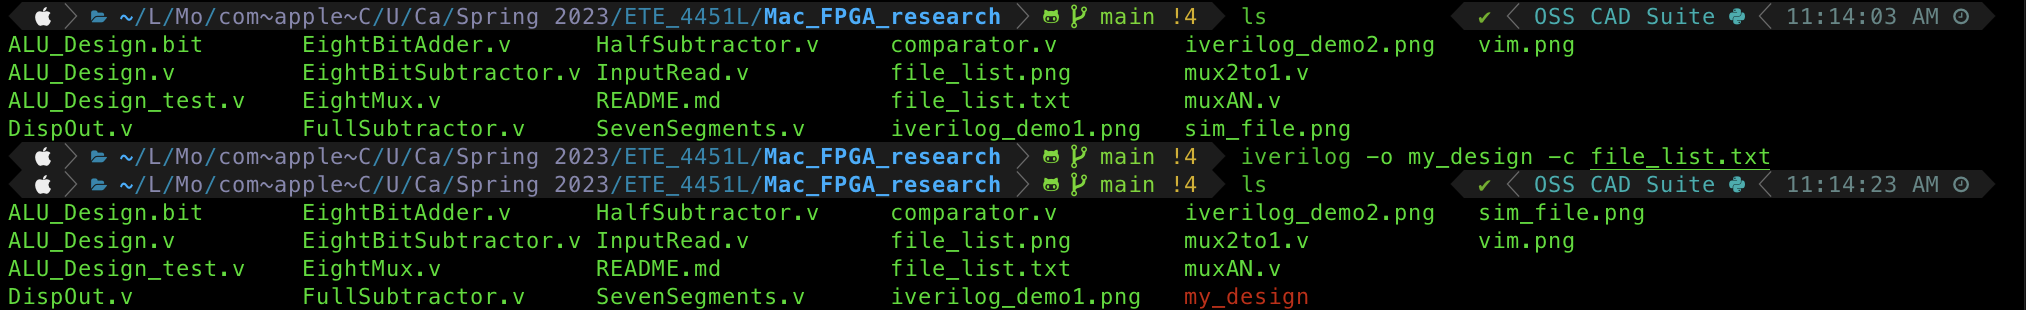 ~/L/Mo/com~apple~C/U/Ca/Spring 2023/ETE_4451L/Mac_FPGA_research main !4 ls ✔ OSS CAD Suite 11:14:03 AM
ALU_Design.bit EightBitAdder.v HalfSubtractor.v comparator.v iverilog_demo2.png vim.png
ALU_Design.v EightBitSubtractor.v InputRead.v file_list.png mux2to1.v
ALU_Design_test.v EightMux.v README.md file_list.txt muxAN.v
DispOut.v FullSubtractor.v SevenSegments.v iverilog_demo1.png sim_file.png
~/L/Mo/com~apple~C/U/Ca/Spring 2023/ETE_4451L/Mac_FPGA_research main !4 iverilog -o my_design -c file_list.txt
~/L/Mo/com~apple~C/U/Ca/Spring 2023/ETE_4451L/Mac_FPGA_research main !4 ls ✔ OSS CAD Suite 11:14:23 AM
ALU_Design.bit EightBitAdder.v HalfSubtractor.v comparator.v iverilog_demo2.png sim_file.png
ALU_Design.v EightBitSubtractor.v InputRead.v file_list.png mux2to1.v vim.png
ALU_Design_test.v EightMux.v README.md file_list.txt muxAN.v
DispOut.v FullSubtractor.v SevenSegments.v iverilog_demo1.png my_design